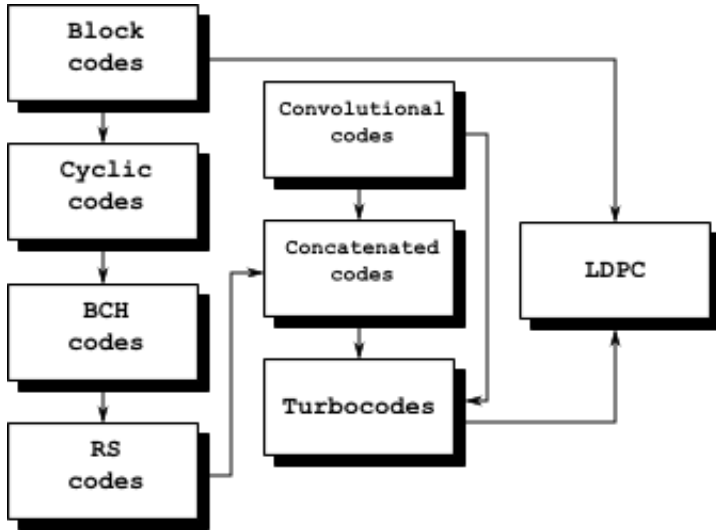 Block
codes
Cyclic
codes
BCH
codes
RS
codes
Convolutional
codes
Concatenated
codes
Turbocodes
LDPC